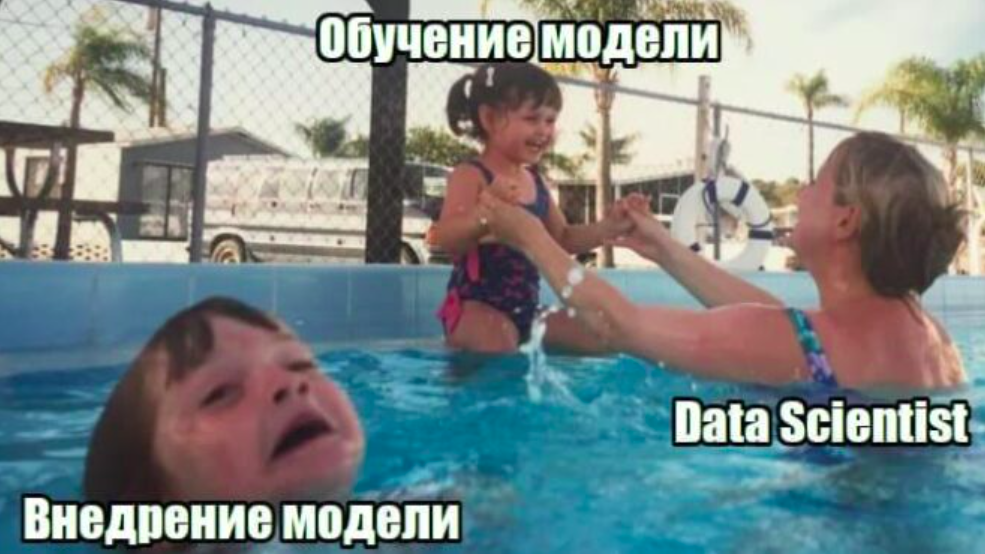 Обучение модели
Data Scientist
Внедрение модели